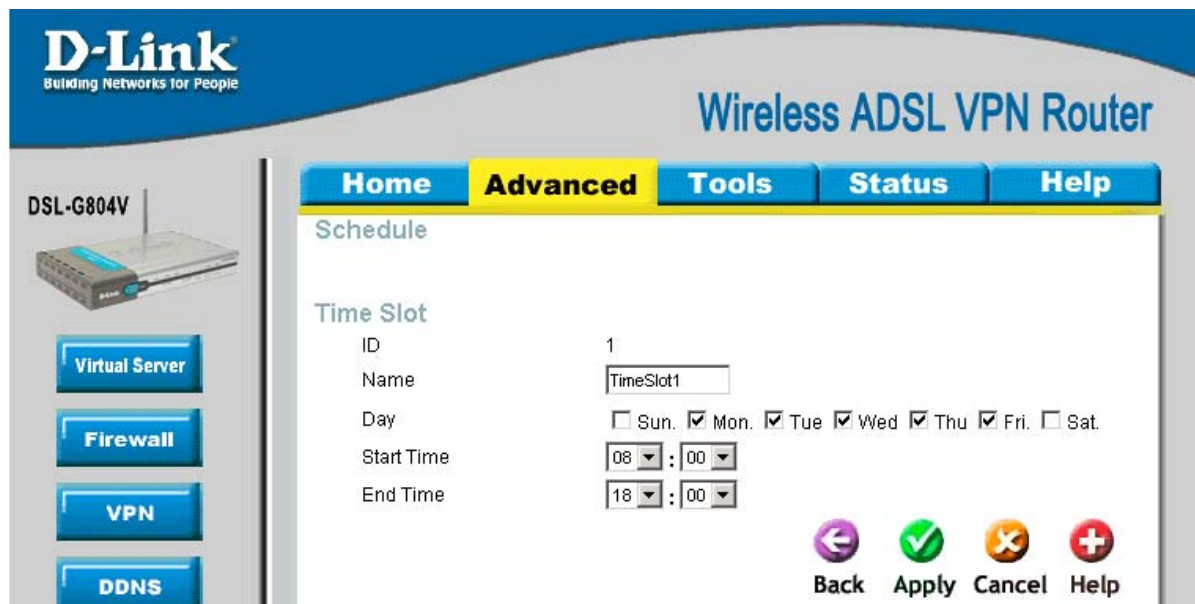 D-Link
Building Networks for People
Wireless ADSL VPN Router
DSL-G804V
Home Advanced Tools Status Help
Schedule
Time Slot
ID 1
Name TimeSlot1
Day Sun. Mon. Tue Wed Thu Fri. Sat.
Start Time 08 : 00
End Time 18 : 00
Virtual Server
Firewall
VPN
DDNS
Back Apply Cancel Help